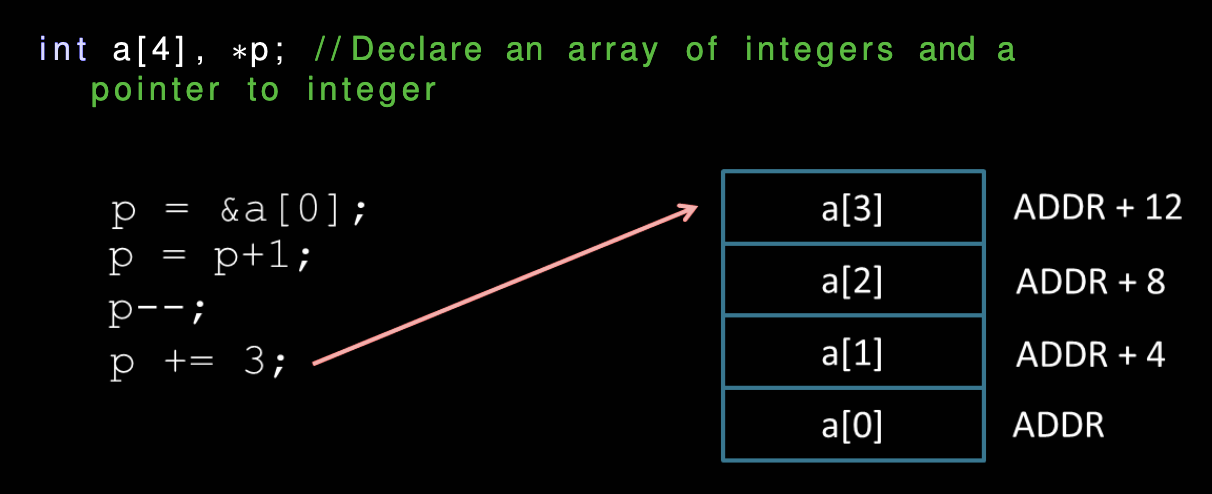 int a[4], *p; //Declare an array of integers and a
pointer to integer
p = &a[0];
p = p+1;
p--;
p += 3;
a[3] ADDR + 12
a[2] ADDR + 8
a[1] ADDR + 4
a[0] ADDR